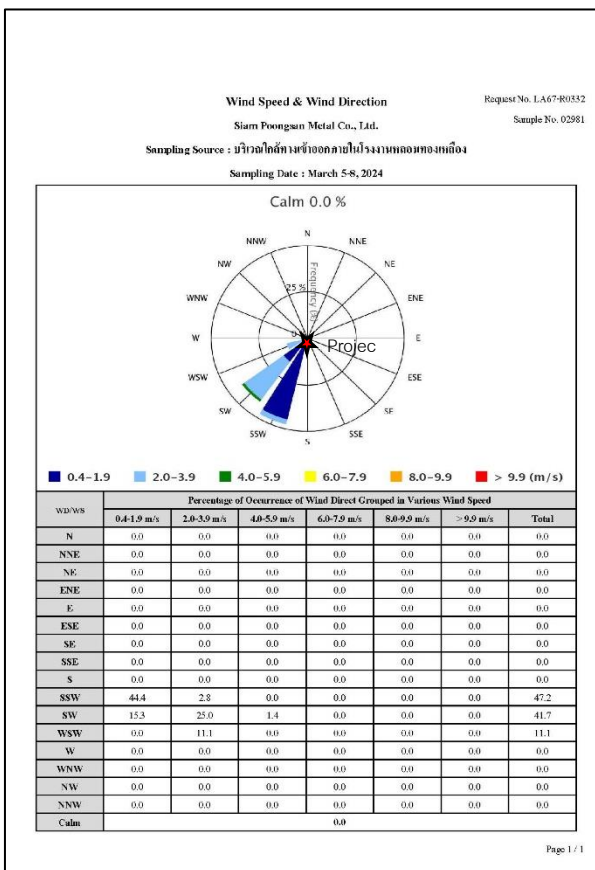 Wind Speed & Wind Direction
Request No. LA67-R0332
Siam Poongsan Metal Co., Ltd.
Sample No. 02981
Sampling Source : บริเวณใกล้ทางเข้าออกภายในโรงงานหลอมทองเหลือง
Sampling Date : March 5-8, 2024
Calm 0.0 %
N
NNW NNE
NW NE
WNW ENE
W E
WSW ESE
SW SE
SSW SSE
S
Frequency (%)
25 %
0
Projec
0.4-1.9 2.0-3.9 4.0-5.9 6.0-7.9 8.0-9.9 > 9.9 (m/s)
WD/WS Percentage of Occurrence of Wind Direct Grouped in Various Wind Speed
0.4-1.9 m/s 2.0-3.9 m/s 4.0-5.9 m/s 6.0-7.9 m/s 8.0-9.9 m/s >9.9 m/s Total
N 0.0 0.0 0.0 0.0 0.0 0.0 0.0
NNE 0.0 0.0 0.0 0.0 0.0 0.0 0.0
NE 0.0 0.0 0.0 0.0 0.0 0.0 0.0
ENE 0.0 0.0 0.0 0.0 0.0 0.0 0.0
E 0.0 0.0 0.0 0.0 0.0 0.0 0.0
ESE 0.0 0.0 0.0 0.0 0.0 0.0 0.0
SE 0.0 0.0 0.0 0.0 0.0 0.0 0.0
SSE 0.0 0.0 0.0 0.0 0.0 0.0 0.0
S 0.0 0.0 0.0 0.0 0.0 0.0 0.0
SSW 44.4 2.8 0.0 0.0 0.0 0.0 47.2
SW 15.3 25.0 1.4 0.0 0.0 0.0 41.7
WSW 0.0 11.1 0.0 0.0 0.0 0.0 11.1
W 0.0 0.0 0.0 0.0 0.0 0.0 0.0
WNW 0.0 0.0 0.0 0.0 0.0 0.0 0.0
NW 0.0 0.0 0.0 0.0 0.0 0.0 0.0
NNW 0.0 0.0 0.0 0.0 0.0 0.0 0.0
Calm 0.0
Page 1 / 1